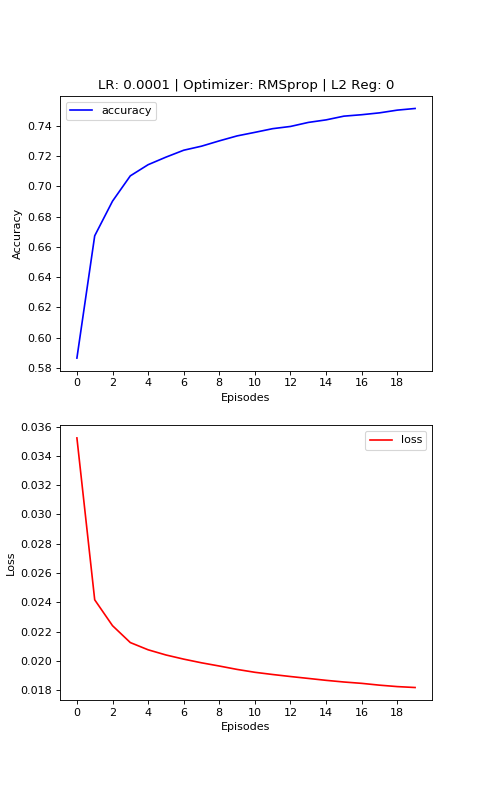 LR: 0.0001 | Optimizer: RMSprop | L2 Reg: 0
accuracy
0.74
0.72
0.70
0.68
0.66
0.64
0.62
0.60
0.58
Accuracy
0 2 4 6 8 10 12 14 16 18
Episodes
loss
0.036
0.034
0.032
0.030
0.028
0.026
0.024
0.022
0.020
0.018
Loss
0 2 4 6 8 10 12 14 16 18
Episodes